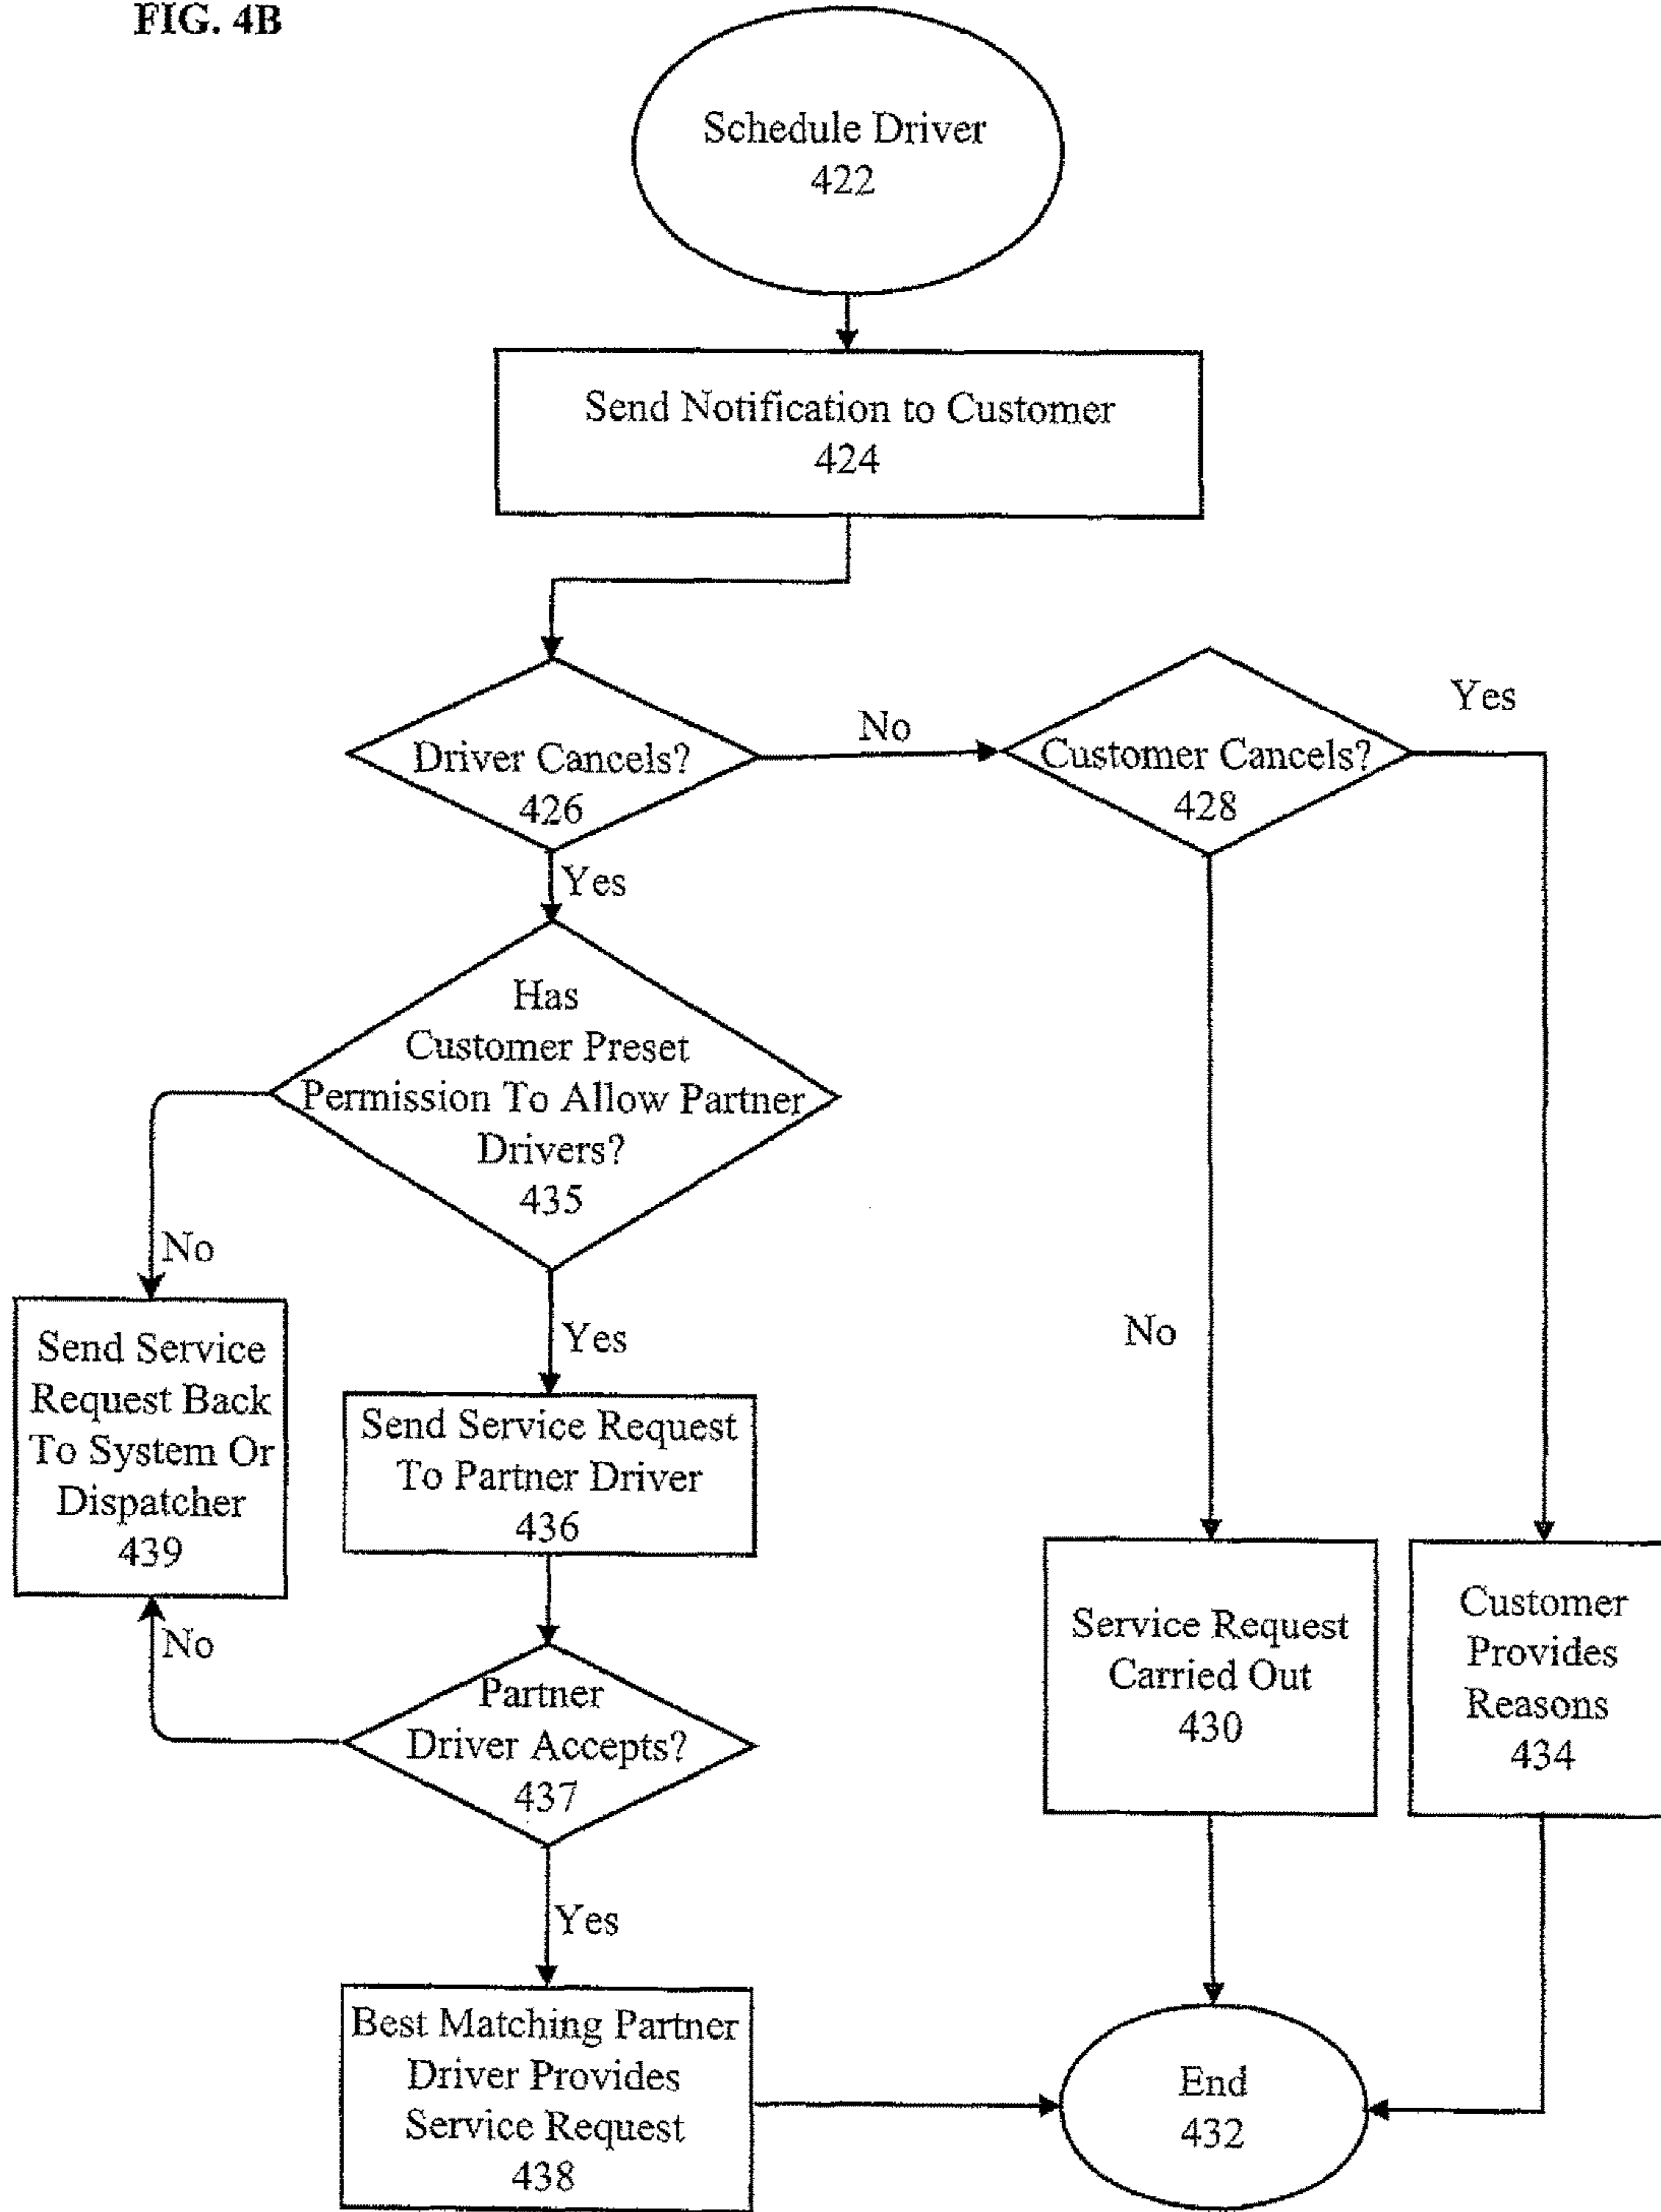 FIG. 4B
Schedule Driver
422
Send Notification to Customer
424
Driver Cancels?
426
No
Customer Cancels?
428
Yes
Yes
Has
Customer Preset
Permission To Allow Partner
Drivers?
435
No
Yes
No
Send Service
Request Back
To System Or
Dispatcher
439
Send Service Request
To Partner Driver
436
No
Partner
Driver Accepts?
437
Service Request
Carried Out
430
Customer
Provides
Reasons
434
Yes
Best Matching Partner
Driver Provides
Service Request
438
End
432